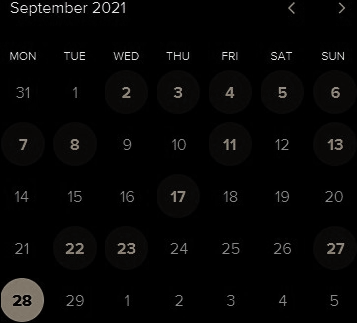 September 2021
MON TUE WED THU FRI SAT SUN
31 1 2 3 4 5 6
7 8 9 10 11 12 13
14 15 16 17 18 19 20
21 22 23 24 25 26 27
28 29 1 2 3 4 5